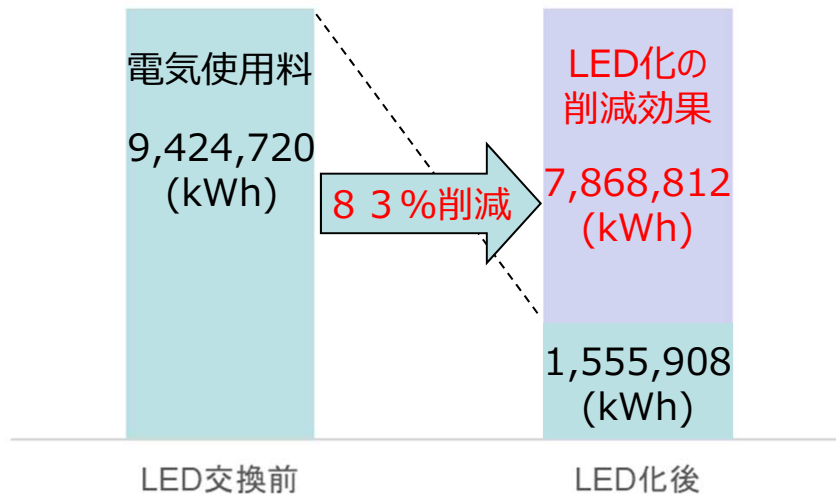 電気使用料
9,424,720
(kWh)
８３%削減
LED化の
削減効果
7,868,812
(kWh)
1,555,908
(kWh)
LED交換前
LED化後